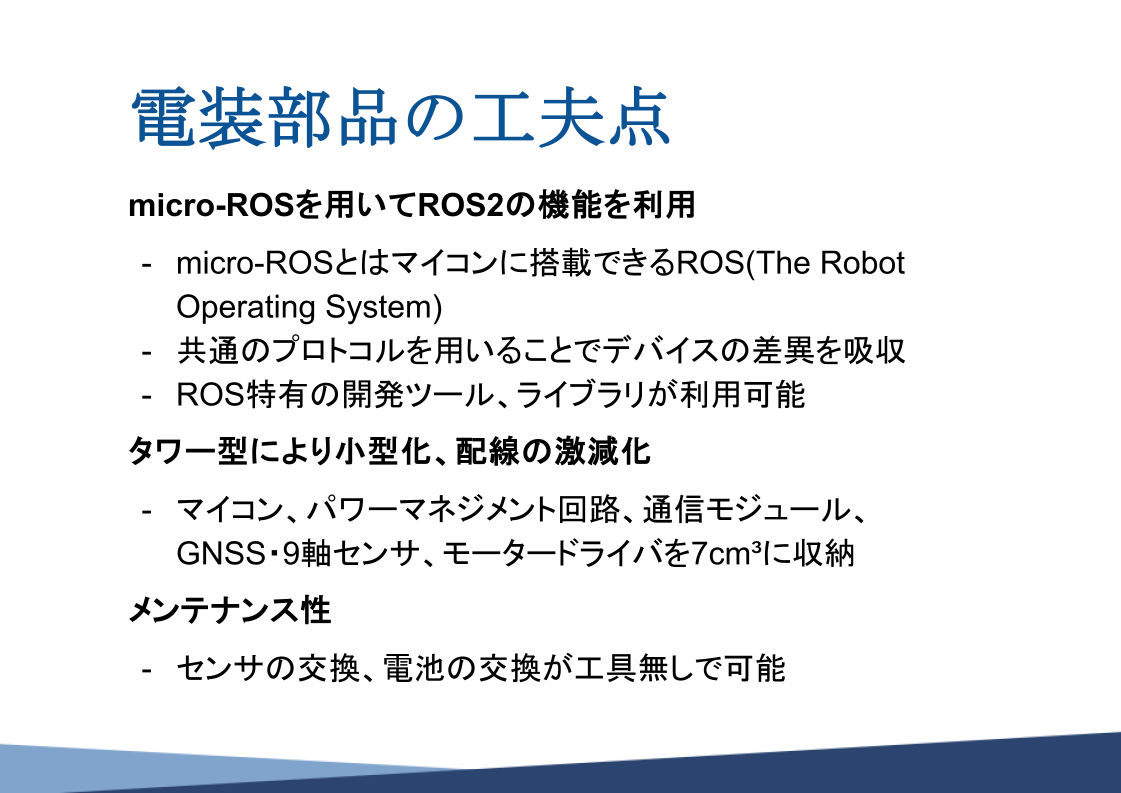 電装部品の工夫点
micro-ROSを用いてROS2の機能を利用
- micro-ROSとはマイコンに搭載できるROS(The Robot
Operating System)
- 共通のプロトコルを用いることでデバイスの差異を吸収
- ROS特有の開発ツール、ライブラリが利用可能
タワー型により小型化、配線の激減化
- マイコン、パワーマネジメント回路、通信モジュール、
GNSS・9軸センサ、モータードライバを7cm³に収納
メンテナンス性
- センサの交換、電池の交換が工具無しで可能